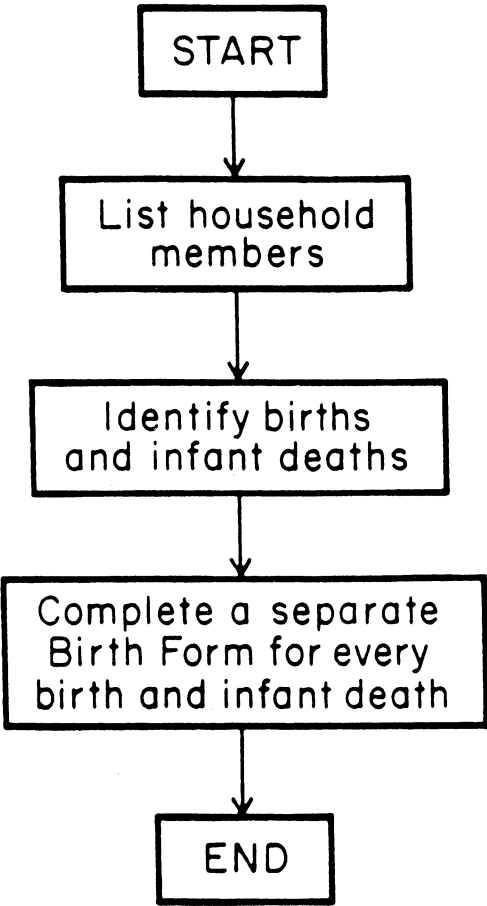 START
List household
members
Identify births
and infant deaths
Complete a separate
Birth Form for every
birth and infant death
END